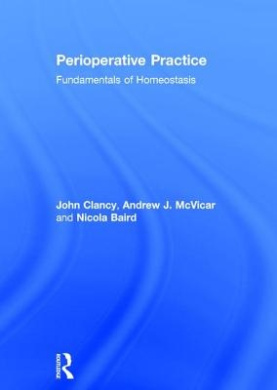 Perioperative Practice
Fundamentals of Homeostasis
John Clancy, Andrew J. McVicar
and Nicola Baird
ROUTLEDGE